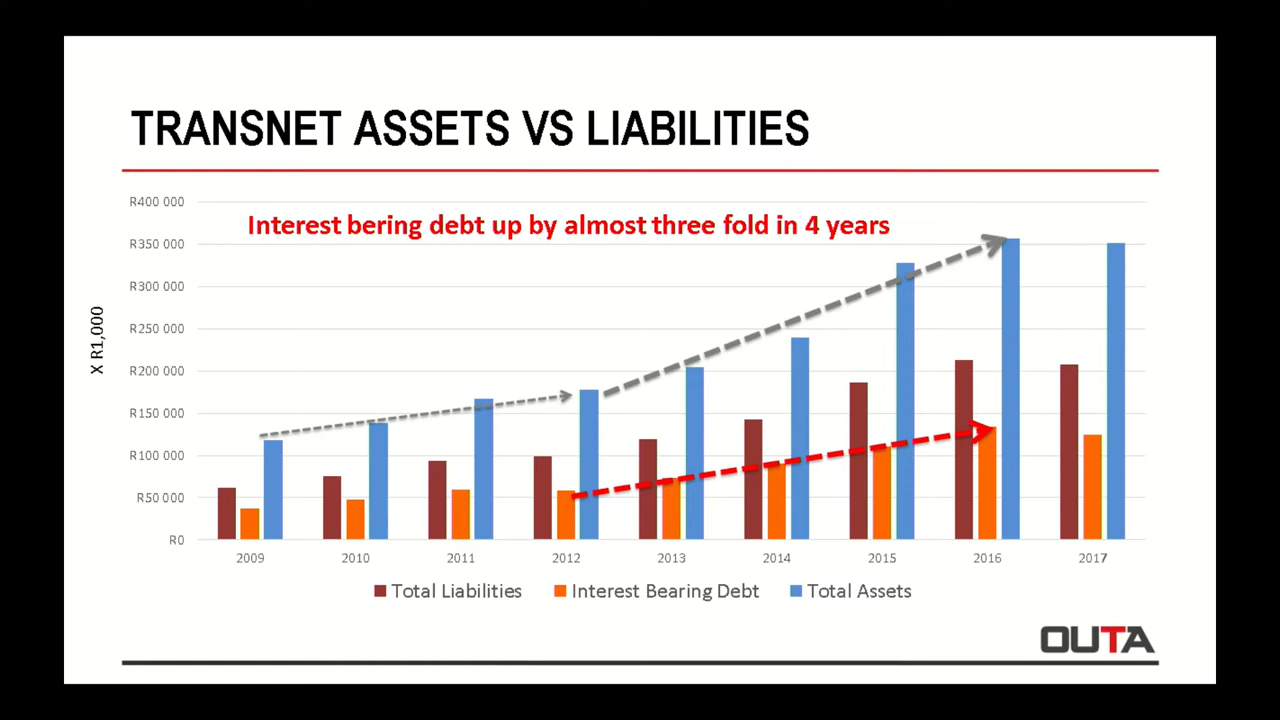 TRANSNET ASSETS VS LIABILITIES
R400 000
Interest bering debt up by almost three fold in 4 years
R350 000
R300 000
R250 000
X R1,000
R200 000
R150 000
R100 000
R50 000
R0
2009 2010 2011 2012 2013 2014 2015 2016 2017
Total Liabilities Interest Bearing Debt Total Assets
OUTA